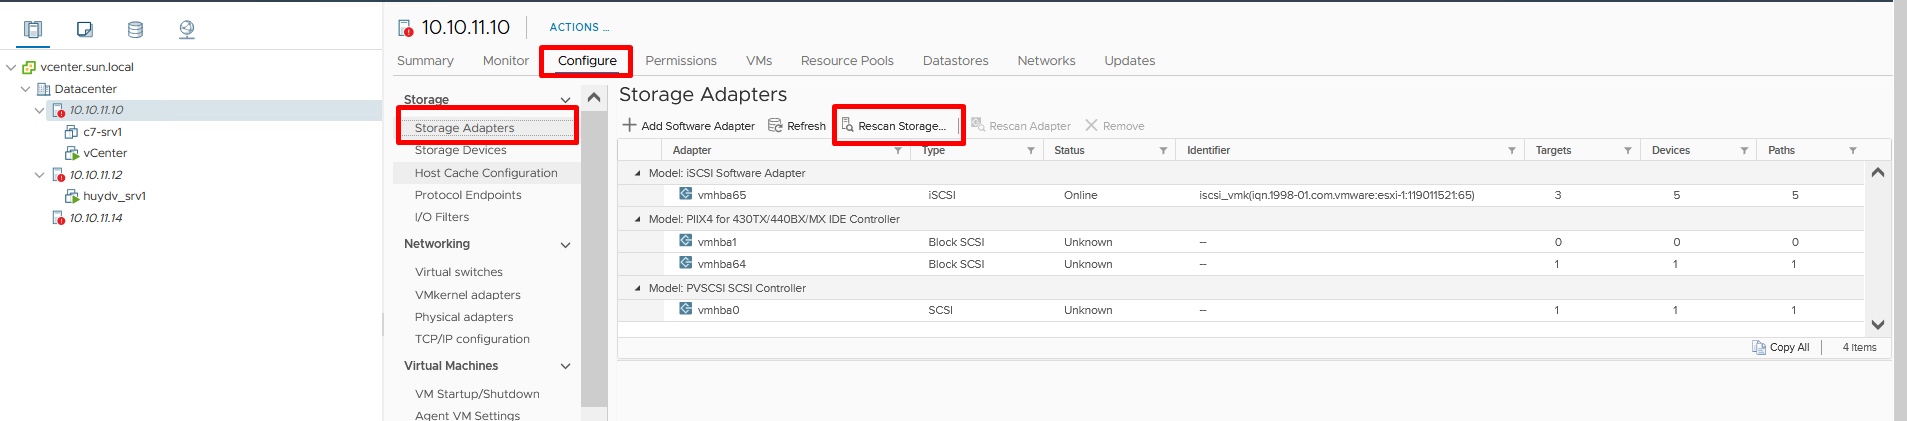 vcenter.sun.local
Datacenter
10.10.11.10
c7-srv1
vCenter
10.10.11.12
huydv_srv1
10.10.11.14
10.10.11.10 ACTIONS ...
Summary Monitor Configure Permissions VMs Resource Pools Datastores Networks Updates
Storage
Storage Adapters
Storage Devices
Host Cache Configuration
Protocol Endpoints
I/O Filters
Networking
Virtual switches
VMkernel adapters
Physical adapters
TCP/IP configuration
Virtual Machines
VM Startup/Shutdown
Agent VM Settings
Storage Adapters
Add Software Adapter Refresh Rescan Storage... Rescan Adapter Remove
Adapter Type Status Identifier Targets Devices Paths
Model: iSCSI Software Adapter
vmhba65 iSCSI Online iscsi_vmk(iqn.1998-01.com.vmware:esxi-1:119011521:65) 3 5 5
Model: PIIX4 for 430TX/440BX/MX IDE Controller
vmhba1 Block SCSI Unknown -- 0 0 0
vmhba64 Block SCSI Unknown -- 1 1 1
Model: PVSCSI SCSI Controller
vmhba0 SCSI Unknown -- 1 1 1
Copy All 4 items